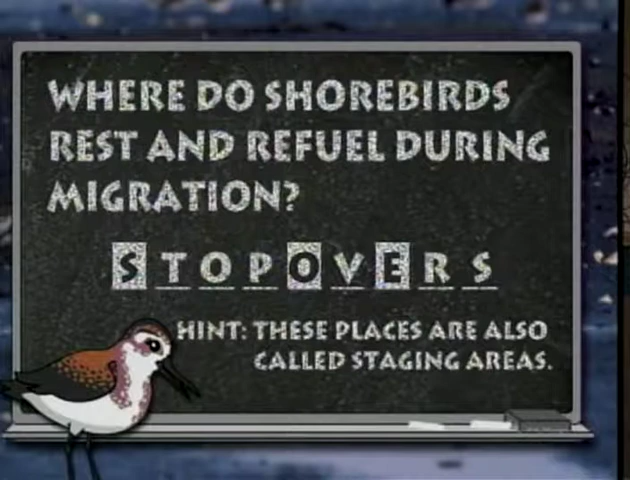 WHERE DO SHOREBIRDS
REST AND REFUEL DURING
MIGRATION?
STOPOVERS
HINT: THESE PLACES ARE ALSO
CALLED STAGING AREAS.